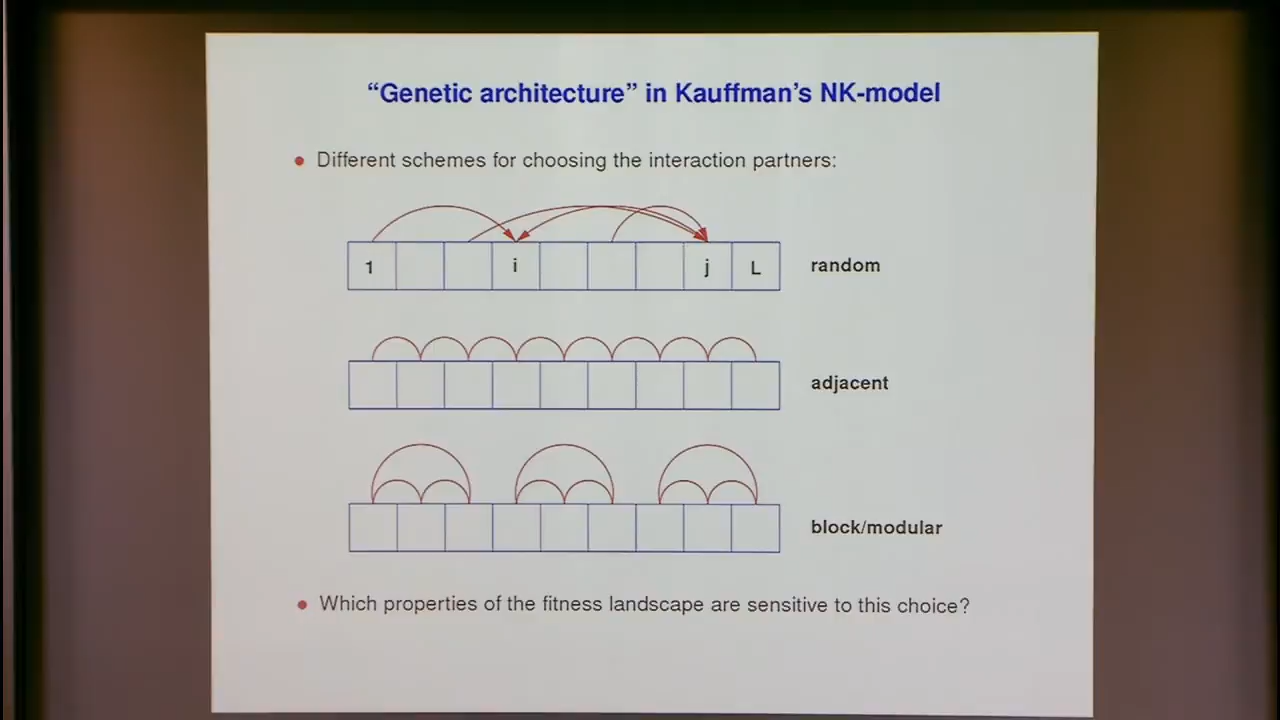 “Genetic architecture” in Kauffman’s NK-model
• Different schemes for choosing the interaction partners:
1 i j L random
adjacent
block/modular
• Which properties of the fitness landscape are sensitive to this choice?